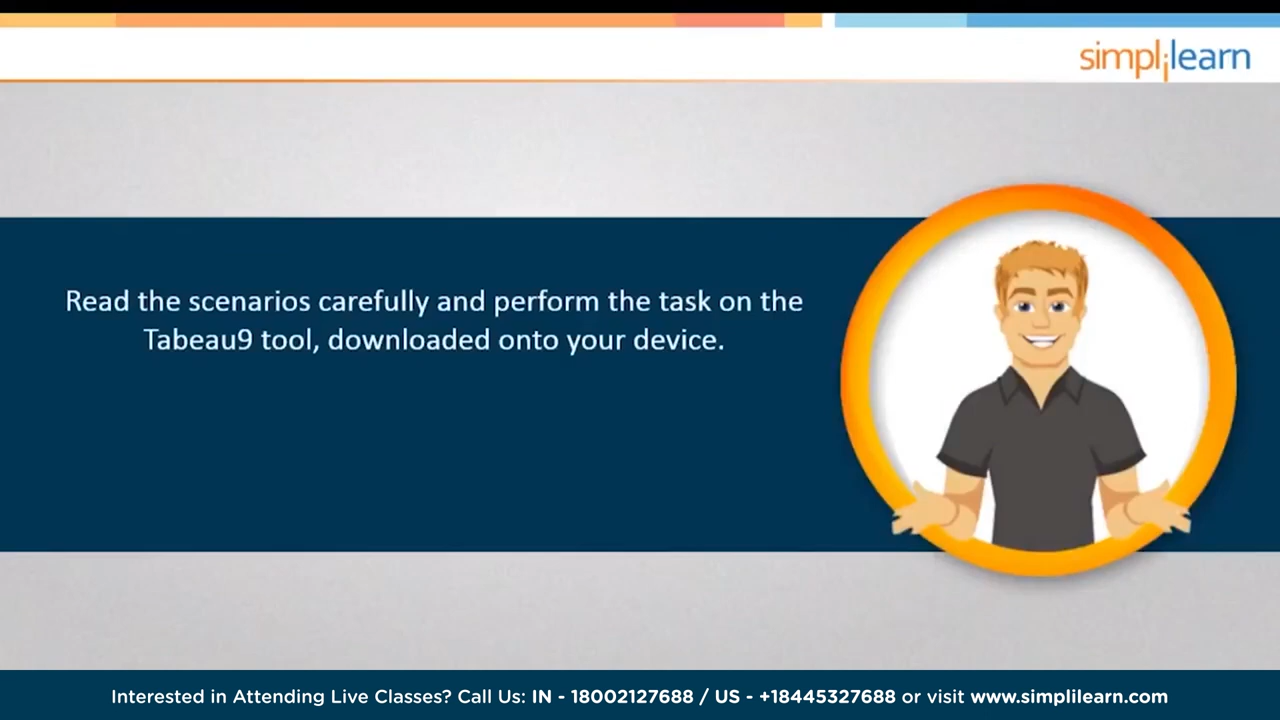 simplilearn
Read the scenarios carefully and perform the task on the
Tabeau9 tool, downloaded onto your device.
Interested in Attending Live Classes? Call Us: IN - 18002127688 / US - +18445327688 or visit www.simplilearn.com